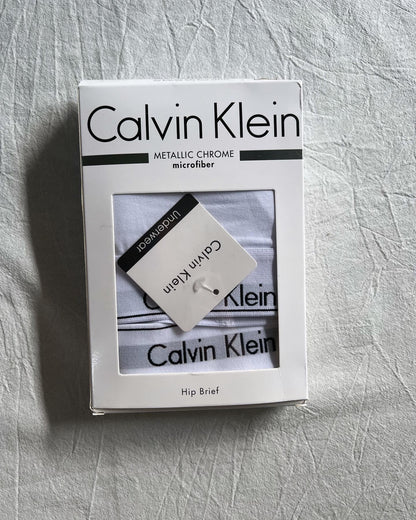 Calvin Klein
METALLIC CHROME
microfiber
Underwear
Calvin Klein
Klein
Calvin Klein
Hip Brief